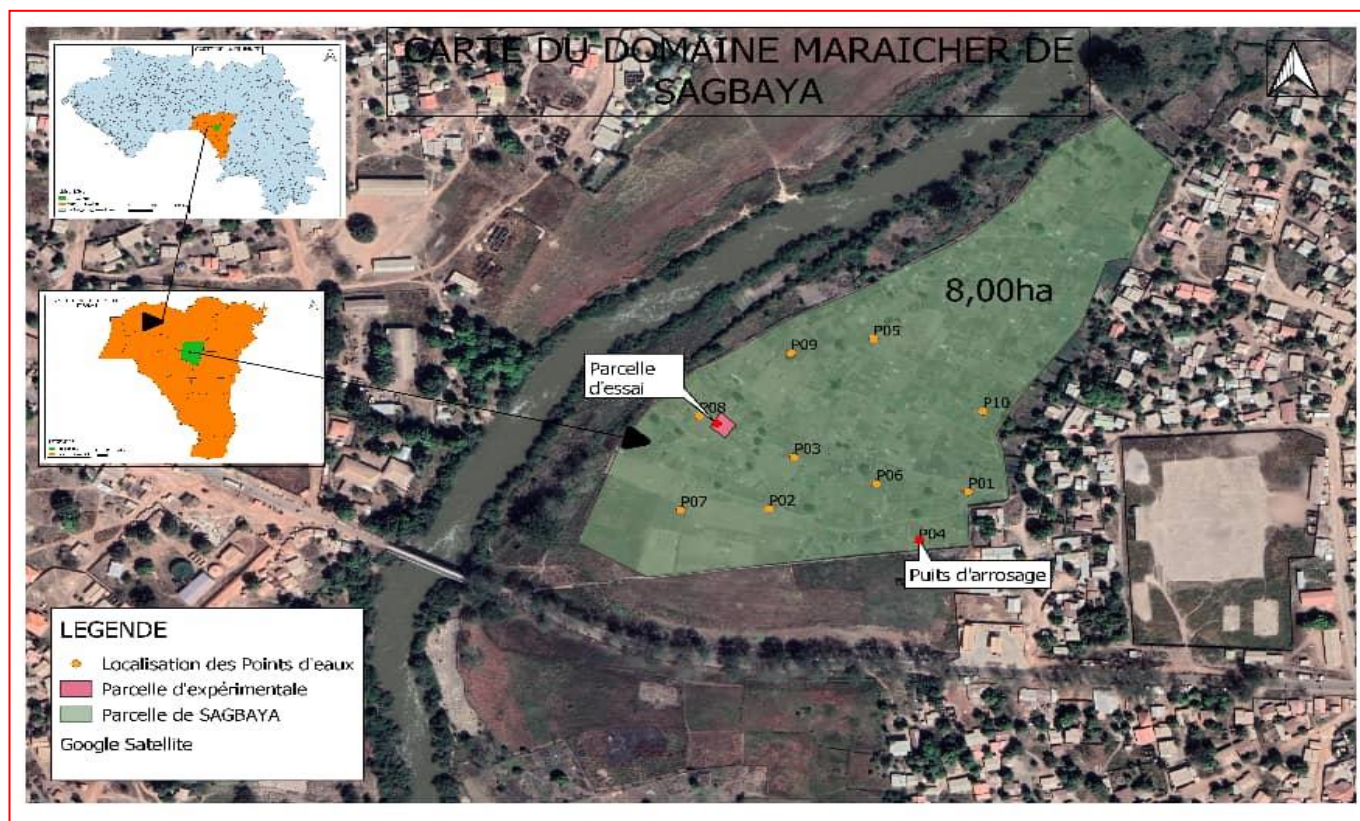 CARTE DU DOMAINE MARAICHER DE
SAGBAYA
8,00ha
P05
P09
Parcelle
d'essai
P08
P10
P03
P06
P01
P07
P02
P04
Puits d'arrosage
LEGENDE
Localisation des Points d'eaux
Parcelle d'expérimentale
Parcelle de SAGBAYA
Google Satellite